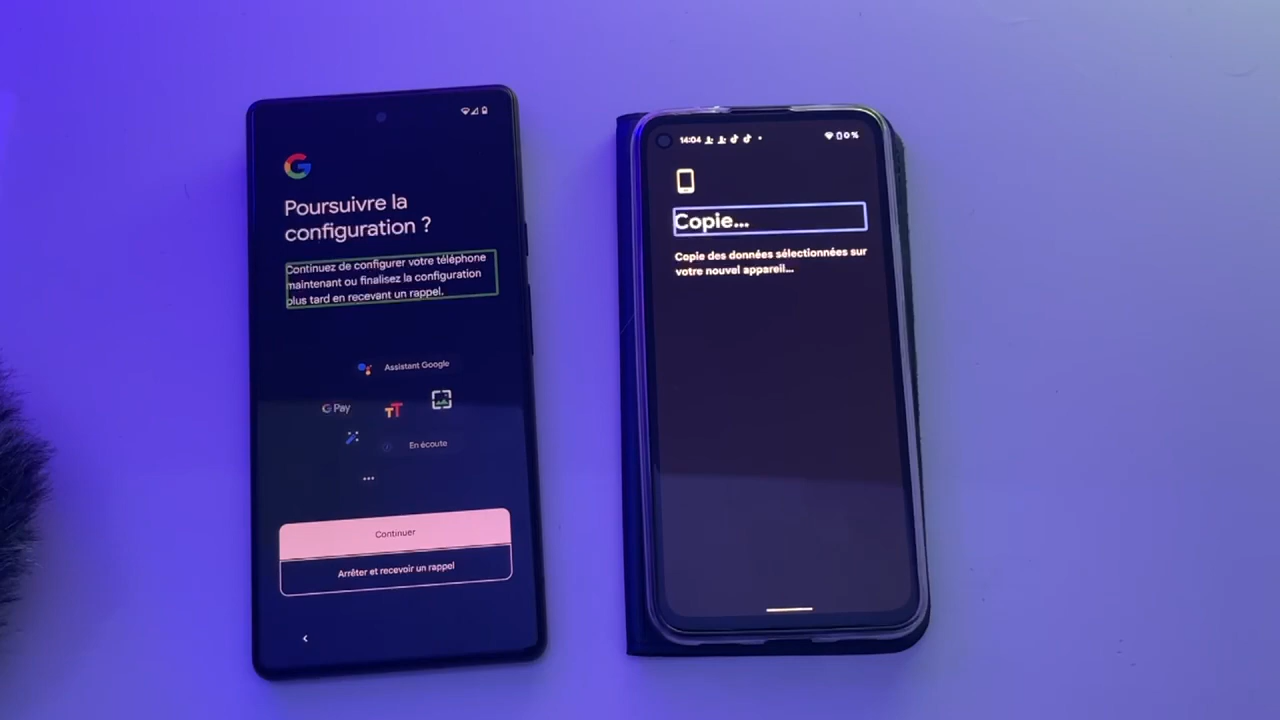 Poursuivre la
configuration ?
Continuez de configurer votre téléphone
maintenant ou finalisez la configuration
plus tard en recevant un rappel.
Assistant Google
G Pay
TT
En écoute
...
Continuer
Arrêter et recevoir un rappel
14:04
0 %
Copie...
Copie des données sélectionnées sur
votre nouvel appareil...